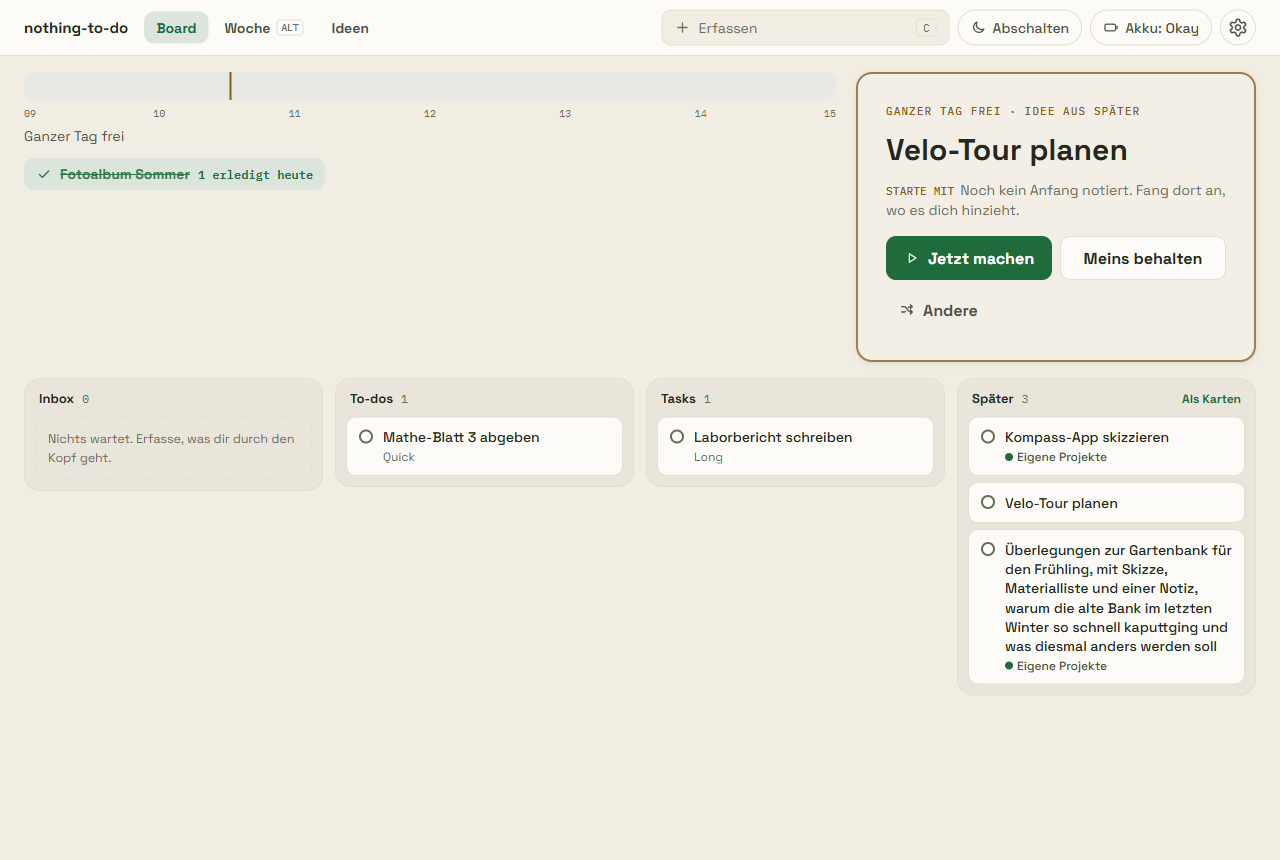 nothing-to-do
Board
Woche ALT
Ideen
Erfassen C
Abschalten
Akku: Okay
09 10 11 12 13 14 15
Ganzer Tag frei
Fotoalbum Sommer 1 erledigt heute
GANZER TAG FREI · IDEE AUS SPÄTER
Velo-Tour planen
STARTE MIT Noch kein Anfang notiert. Fang dort an,
wo es dich hinzieht.
Jetzt machen
Meins behalten
Andere
Inbox 0
Nichts wartet. Erfasse, was dir durch den
Kopf geht.
To-dos 1
Mathe-Blatt 3 abgeben
Quick
Tasks 1
Laborbericht schreiben
Long
Später 3 Als Karten
Kompass-App skizzieren
Eigene Projekte
Velo-Tour planen
Überlegungen zur Gartenbank für
den Frühling, mit Skizze,
Materialliste und einer Notiz,
warum die alte Bank im letzten
Winter so schnell kaputtging und
was diesmal anders werden soll
Eigene Projekte